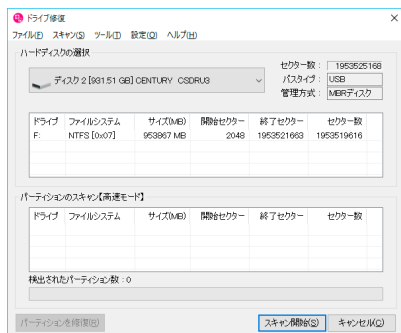 ドライブ修復
ファイル(F) スキャン(S) ツール(T) 設定(O) ヘルプ(H)
ハードディスクの選択
ディスク 2 [931.51 GB] CENTURY CSDRU3
セクター数： 1953525168
バスタイプ： USB
管理方式： MBRディスク
ドライブ ファイルシステム サイズ(MB) 開始セクター 終了セクター セクター数
F: NTFS [0x07] 953867 MB 2048 1953521663 1953519616
パーティションのスキャン【高速モード】
ドライブ ファイルシステム サイズ(MB) 開始セクター 終了セクター セクター数
検出されたパーティション数：0
パーティションを修復(R) スキャン開始(S) キャンセル(C)